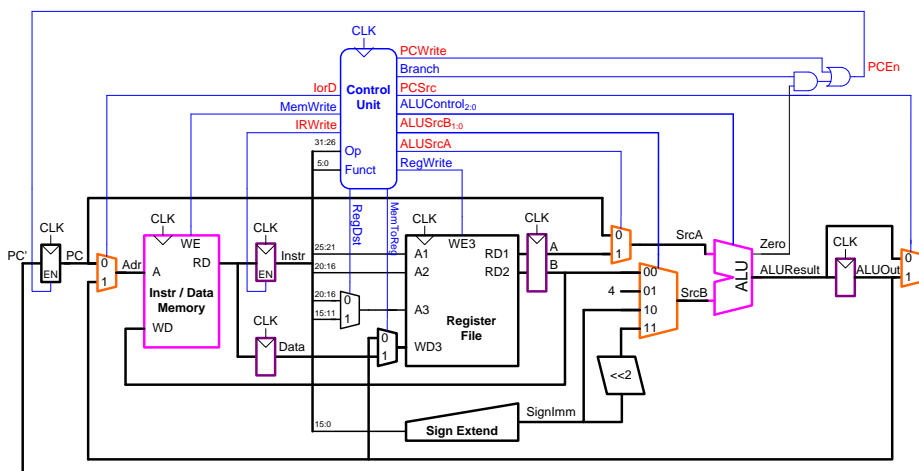 CLK
PCWrite
Branch
PCEn
IorD
Control
Unit
PCSrc
MemWrite
ALUControl2:0
IRWrite
ALUSrcB1:0
31:26
Op
ALUSrcA
5:0
Funct
RegWrite
RegDst
MemToReg
CLK
CLK
CLK
CLK
CLK
CLK
PC'
EN
PC
0
1
Adr
WE
A
RD
Instr / Data
Memory
WD
EN
Instr
25:21
A1
WE3
RD1
A
0
1
SrcA
Zero
20:16
A2
RD2
B
00
ALU
ALUResult
ALUOut
0
1
4
01
SrcB
20:16
0
15:11
1
A3
10
Register
File
11
CLK
Data
0
1
WD3
<<2
SignImm
15:0
Sign Extend